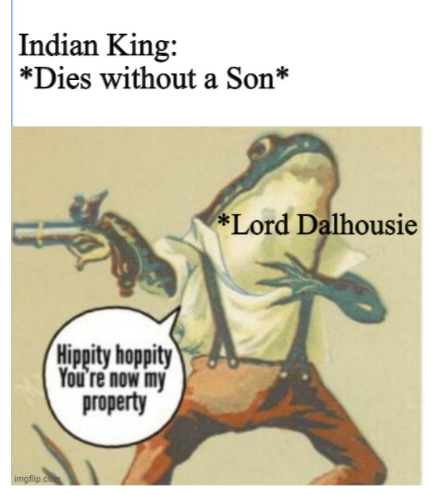 Indian King:
*Dies without a Son*
*Lord Dalhousie
Hippity hoppity
You're now my
property
imgflip.com